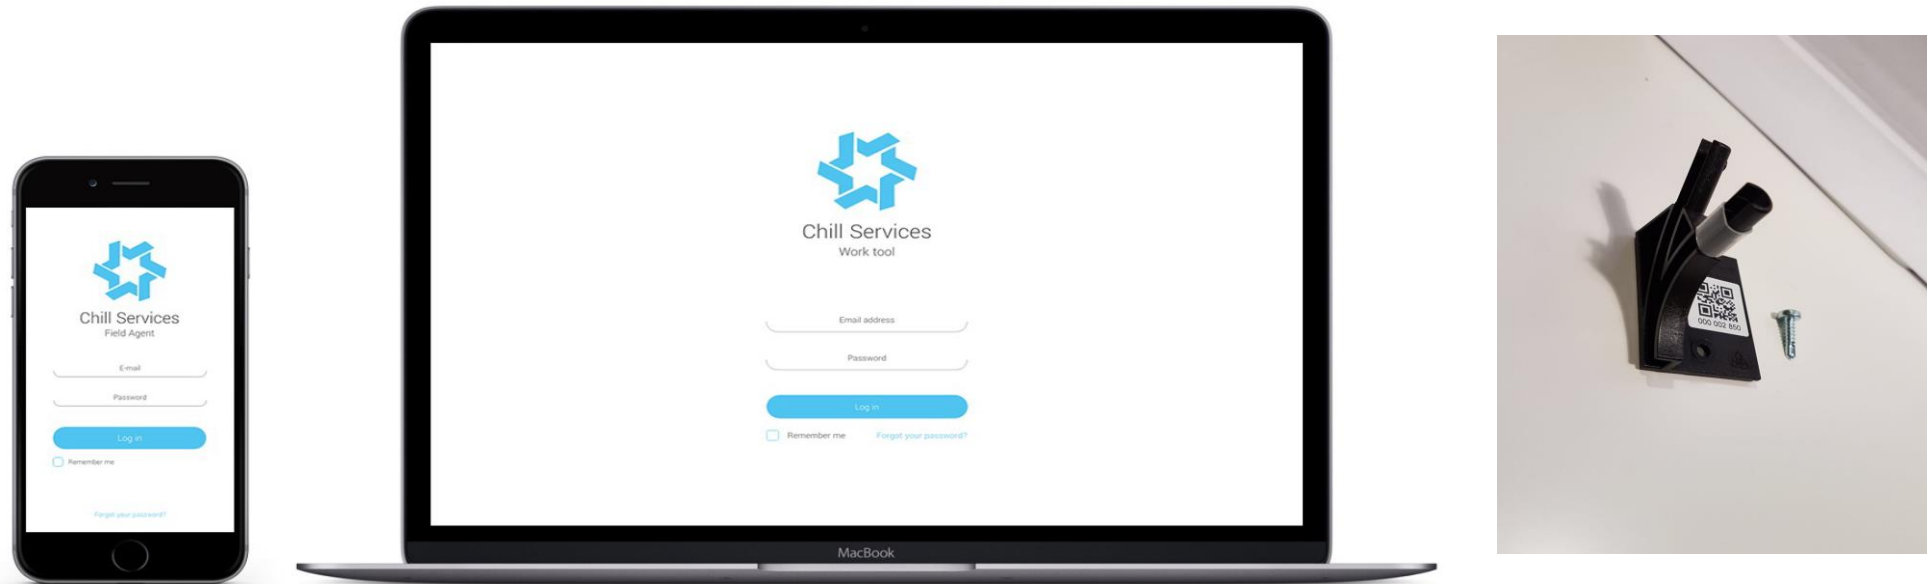 Chill Services
Field Agent
E-mail
Password
Log in
Remember me
Forgot your password?
Chill Services
Work tool
Email address
Password
Log in
Remember me
Forgot your password?
MacBook
000 002 850